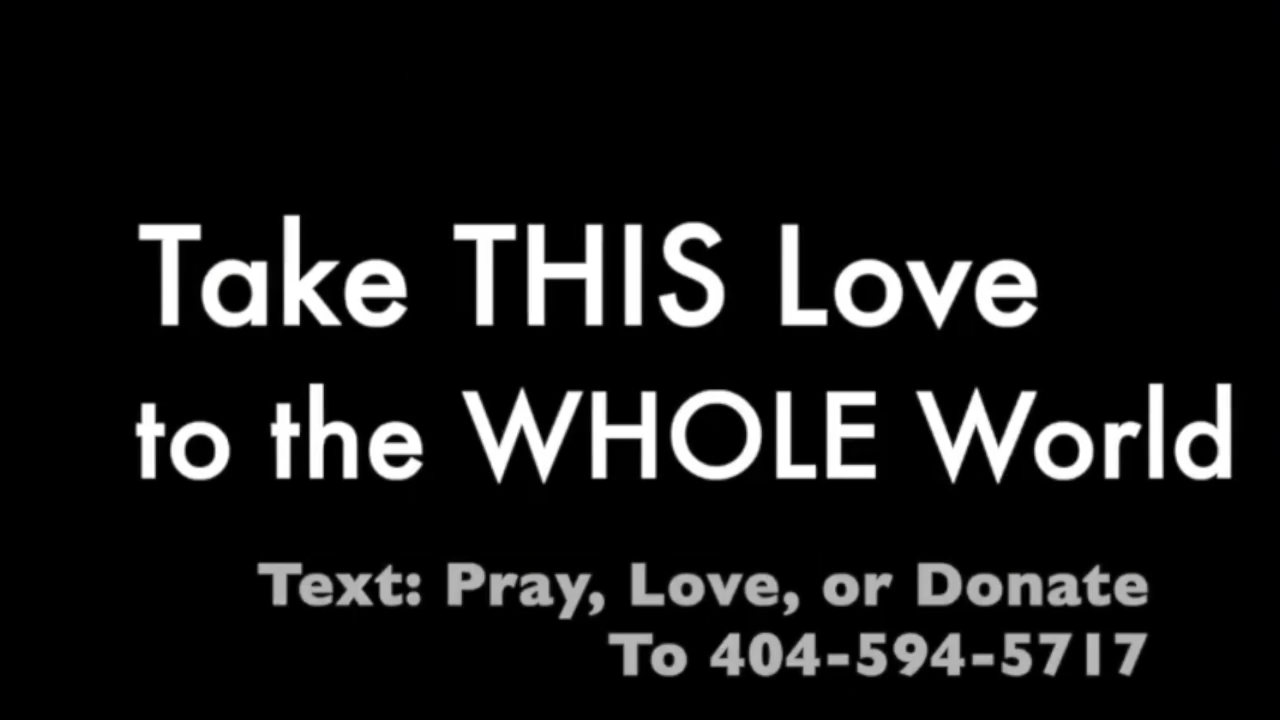 Take THIS Love
to the WHOLE World
Text: Pray, Love, or Donate
To 404-594-5717